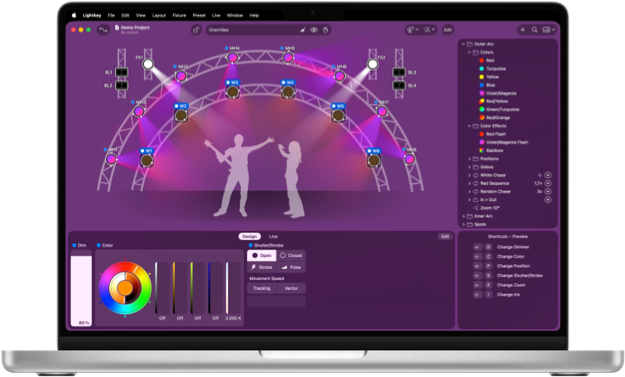 Lightkey File Edit View Layout Fixture Preset Live Window Help
Demo Project
No output
Overrides
Edit
MH4 MH5
FS1 FS2
MH3 MH6
BL1 BL3
W3 W4
BL2 BL4
MH2 MH7
W2 W5
W1 W6
MH1 MH8
Outer Arc
Colors
Red
Turquoise
Yellow
Blue
Violet/Magenta
Red/Yellow
Green/Turquoise
Red/Orange
Color Effects
Red Flash
Violet/Magenta Flash
Rainbow
Positions
Gobos
White Chase
Red Sequence
Random Chase
In > Out
Zoom 10°
Inner Arc
Spots
Design Live Edit
Dim. Color Shutter/Strobe
Open Closed
Strobe Pulse
Movement Speed
Tracking Vector
80%
Off Off Off Off 5.000 K
Shortcuts – Preview
D Change Dimmer
C Change Color
P Change Position
S Change Shutter/Strobe
Z Change Zoom
I Change Iris